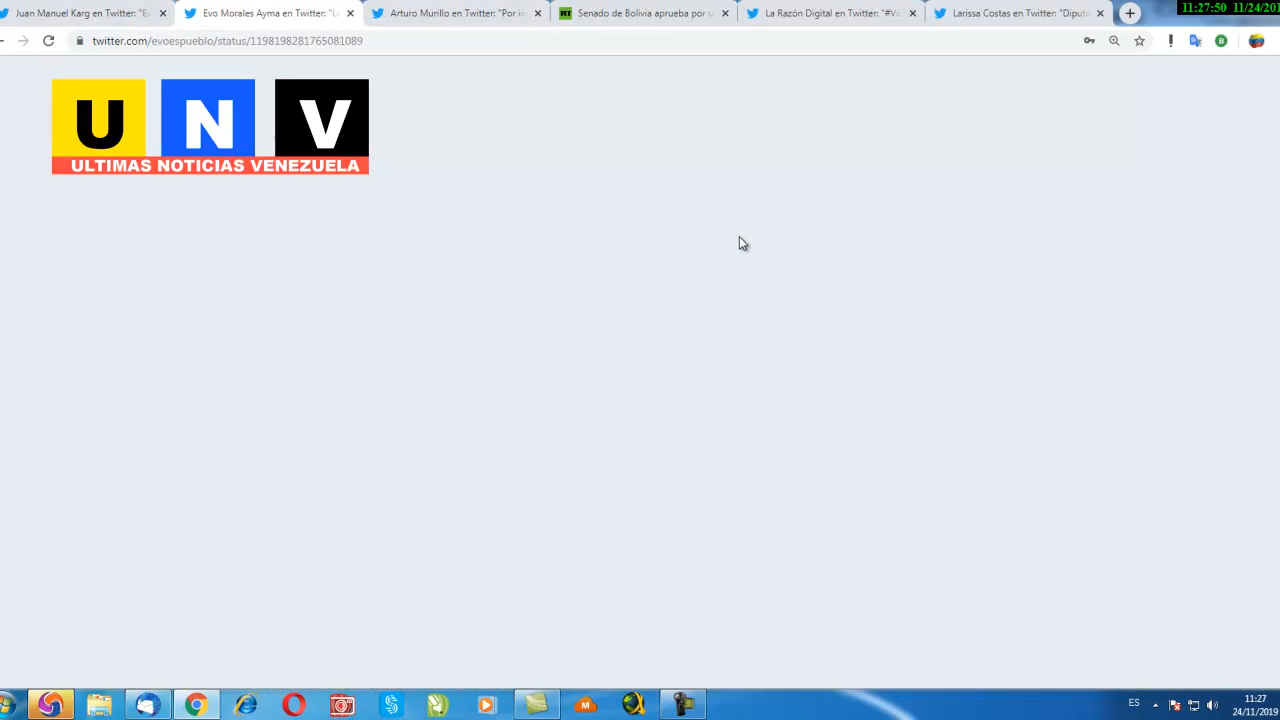 11:27:50 11/24/201
Juan Manuel Karg en Twitter: "E
Evo Morales Ayma en Twitter: "L
Arturo Murillo en Twitter: "Por in
Senado de Bolivia aprueba por u
La Razón Digital en Twitter: "#Vi
Larissa Costas en Twitter: "Diputa
twitter.com/evoespueblo/status/1198198281765081089
U N V
ULTIMAS NOTICIAS VENEZUELA
ES
11:27
24/11/2019